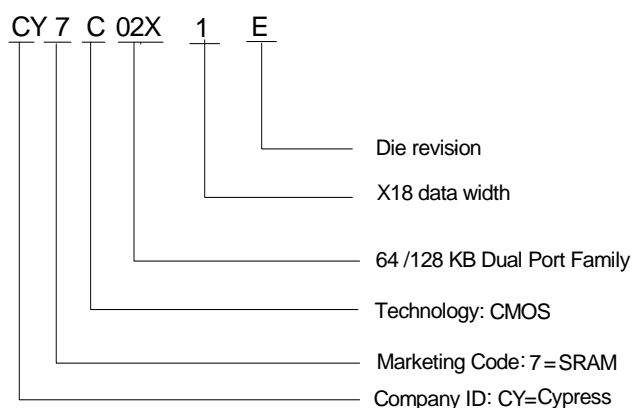 CY 7 C 02X 1 E
Die revision
X18 data width
64 /128 KB Dual Port Family
Technology: CMOS
Marketing Code: 7=SRAM
Company ID: CY=Cypress